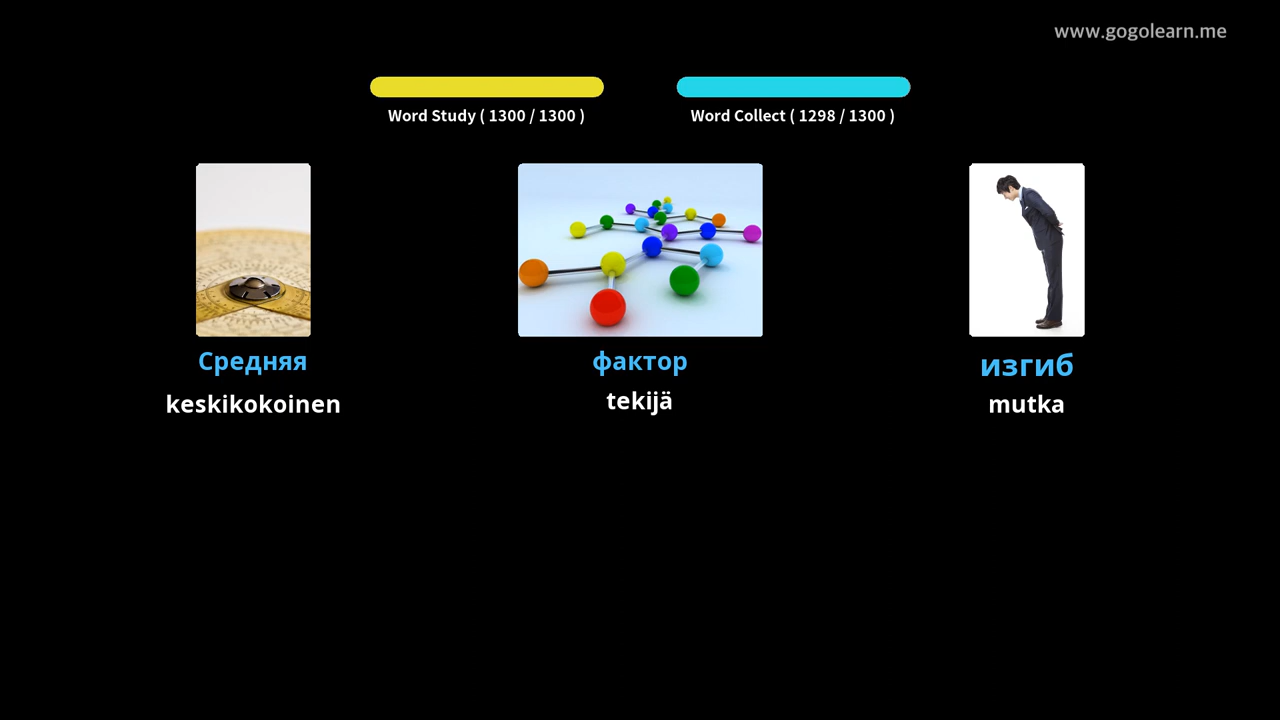 www.gogolearn.me
Word Study ( 1300 / 1300 )
Word Collect ( 1298 / 1300 )
Средняя
фактор
изгиб
keskikokoinen
tekijä
mutka